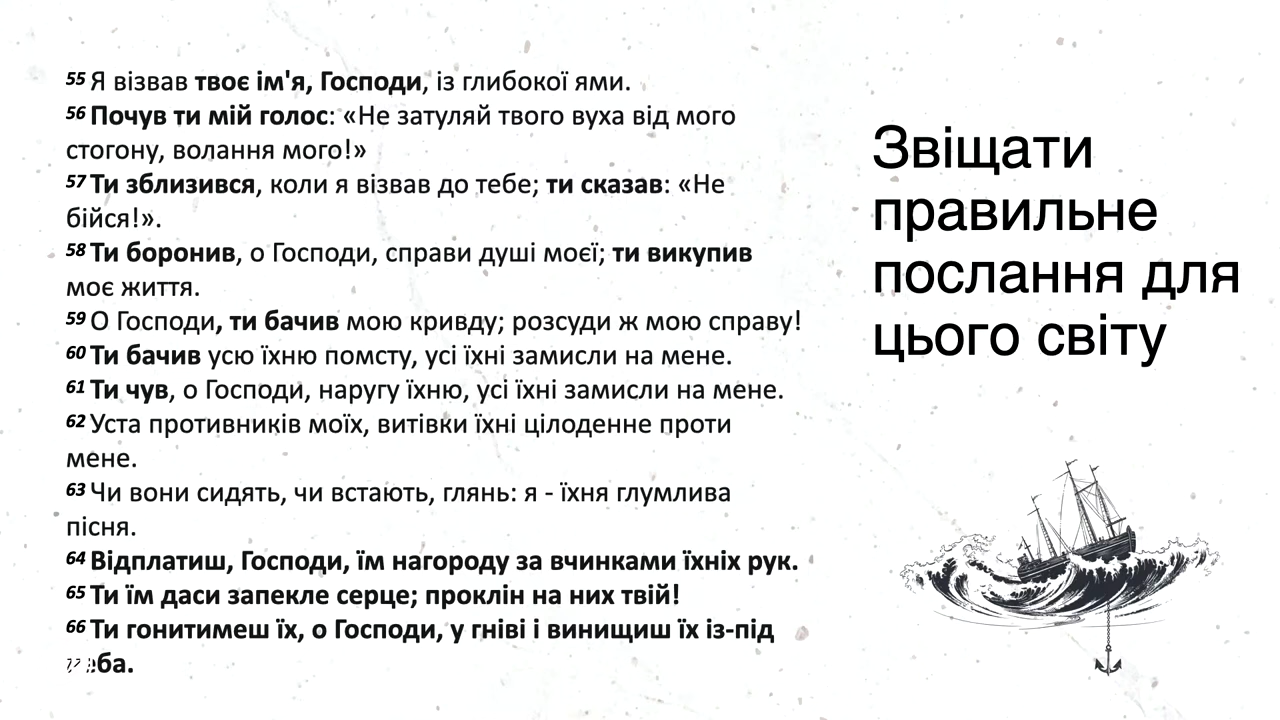 55 Я візвав твоє ім'я, Господи, із глибокої ями.
56 Почув ти мій голос: «Не затуляй твого вуха від мого
стогону, волання мого!»
57 Ти зблизився, коли я візвав до тебе; ти сказав: «Не
бійся!».
58 Ти боронив, о Господи, справи душі моєї; ти викупив
моє життя.
59 О Господи, ти бачив мою кривду; розсуди ж мою справу!
60 Ти бачив усю їхню помсту, усі їхні замисли на мене.
61 Ти чув, о Господи, наругу їхню, усі їхні замисли на мене.
62 Уста противників моїх, витівки їхні цілоденне проти
мене.
63 Чи вони сидять, чи встають, глянь: я - їхня глумлива
пісня.
64 Відплатиш, Господи, їм нагороду за вчинками їхніх рук.
65 Ти їм даси запекле серце; проклін на них твій!
66 Ти гонитимеш їх, о Господи, у гніві і винищиш їх із-під
Звіщати
правильне
послання для
цього світу